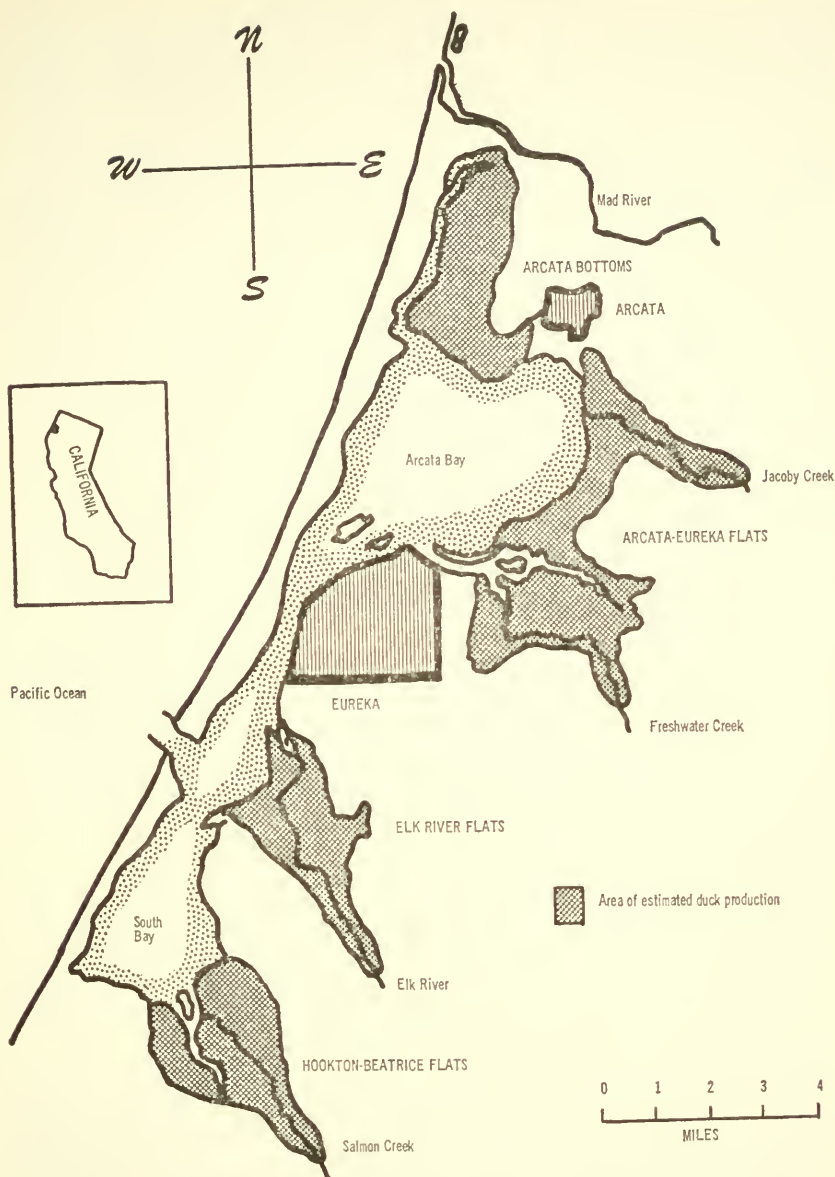 N
W E
S
Mad River
ARCATA BOTTOMS
ARCATA
CALIFORNIA
Arcata Bay
Jacoby Creek
ARCATA-EUREKA FLATS
Pacific Ocean
EUREKA
Freshwater Creek
ELK RIVER FLATS
Area of estimated duck production
South
Bay
Elk River
HOOKTON-BEATRICE FLATS
0 1 2 3 4
MILES
Salmon Creek